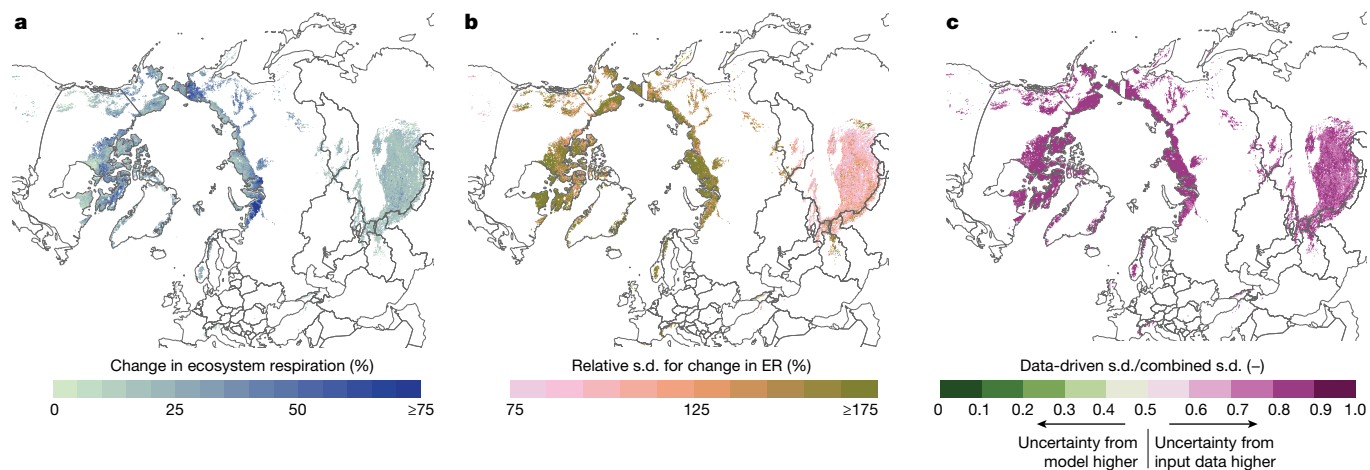 a
b
c
Change in ecosystem respiration (%)
0 25 50 ≥75
Relative s.d. for change in ER (%)
75 125 ≥175
Data-driven s.d./combined s.d. (–)
0 0.1 0.2 0.3 0.4 0.5 0.6 0.7 0.8 0.9 1.0
Uncertainty from
model higher
Uncertainty from
input data higher